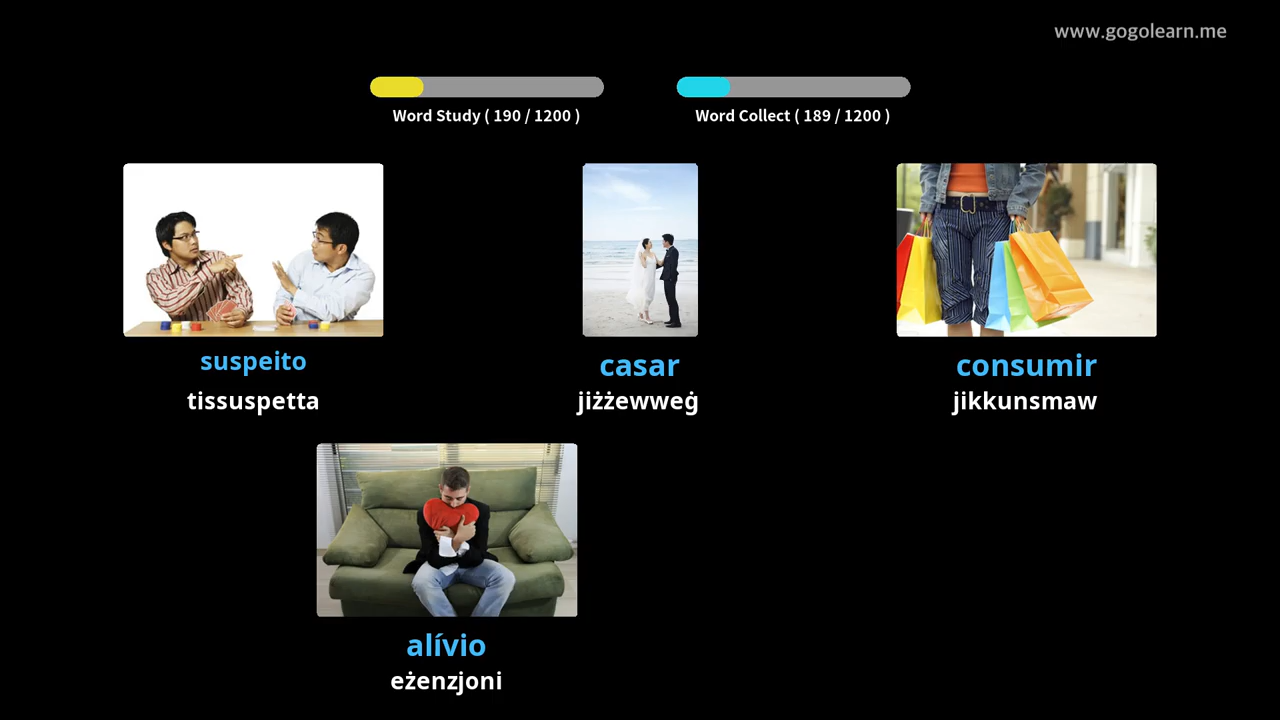 www.gogolearn.me
Word Study ( 190 / 1200 )
Word Collect ( 189 / 1200 )
suspeito
tissuspetta
casar
jiżżewweġ
consumir
jikkunsmaw
alívio
eżenzjoni